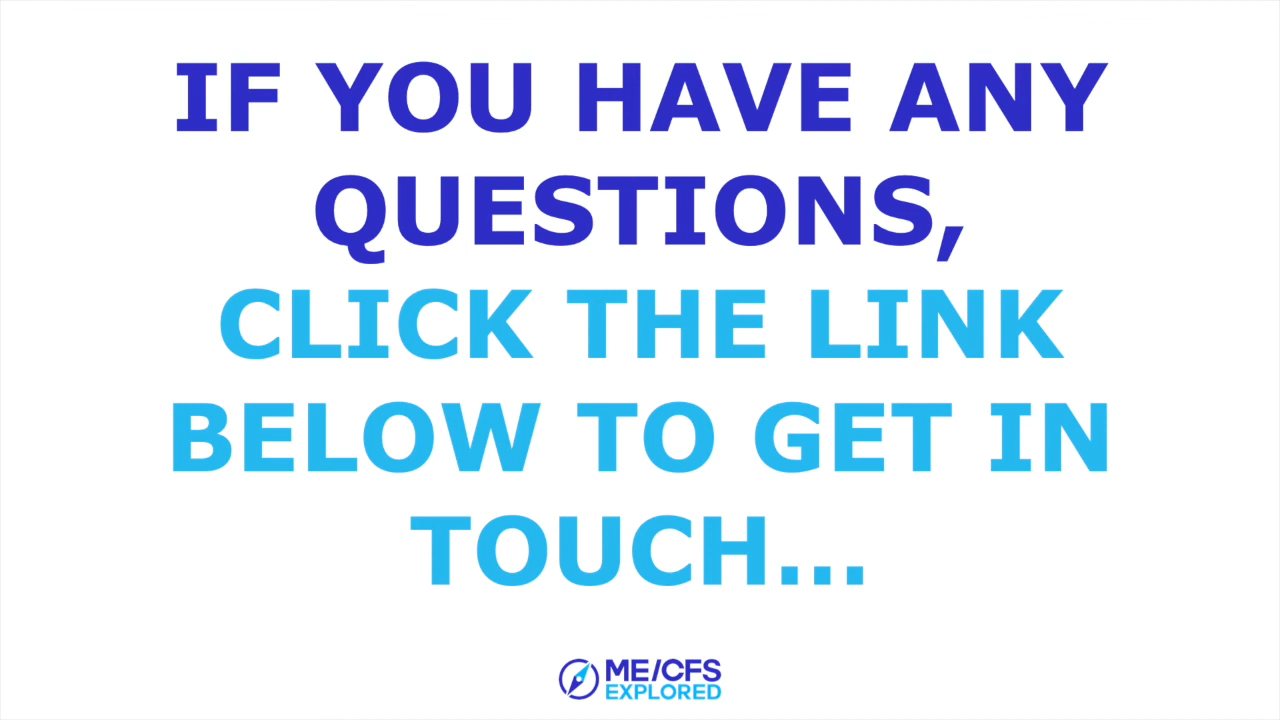 IF YOU HAVE ANY
QUESTIONS,
CLICK THE LINK
BELOW TO GET IN
TOUCH...
ME/CFS
EXPLORED